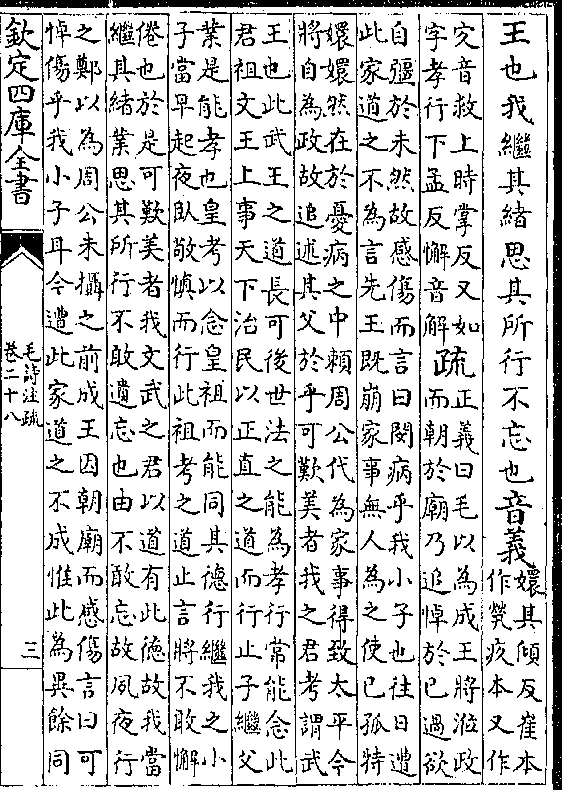 王也我繼其緒思其所行不忘也音義
嬛其傾反崔本
作煢疚本又作
㝌音救上時掌反又如
字孝行下孟反懈音解
疏
正義曰毛以為成王將涖政
而朝於廟乃追悼於已過欲
自彊於未然故感傷而言曰閔病乎我小子也往日遭
此家道之不為言先王既崩家事無人為之使已孤特
嬛嬛然在於憂病之中賴周公代為家事得致太平今
將自為政故追述其父於乎可歎美者我之君考謂武
王也此武王之道長可後世法之能為孝行常能念此
君祖文王上事天下治民以正直之道而行止子繼父
業是能孝也皇考以念皇祖而能同其德行繼我之小
子當早起夜臥敬慎而行此祖考之道止言將不敢懈
倦也於是可歎美者我文武之君以道有此德故我當
繼其緒業思其所行不敢遺忘也由不敢忘故夙夜行
之鄭以為周公未攝之前成王因朝廟而感傷言曰可
悼傷乎我小子耳今遭此家道之不成惟此為異餘同
欽定四庫全書
毛詩注疏
卷二十八
三